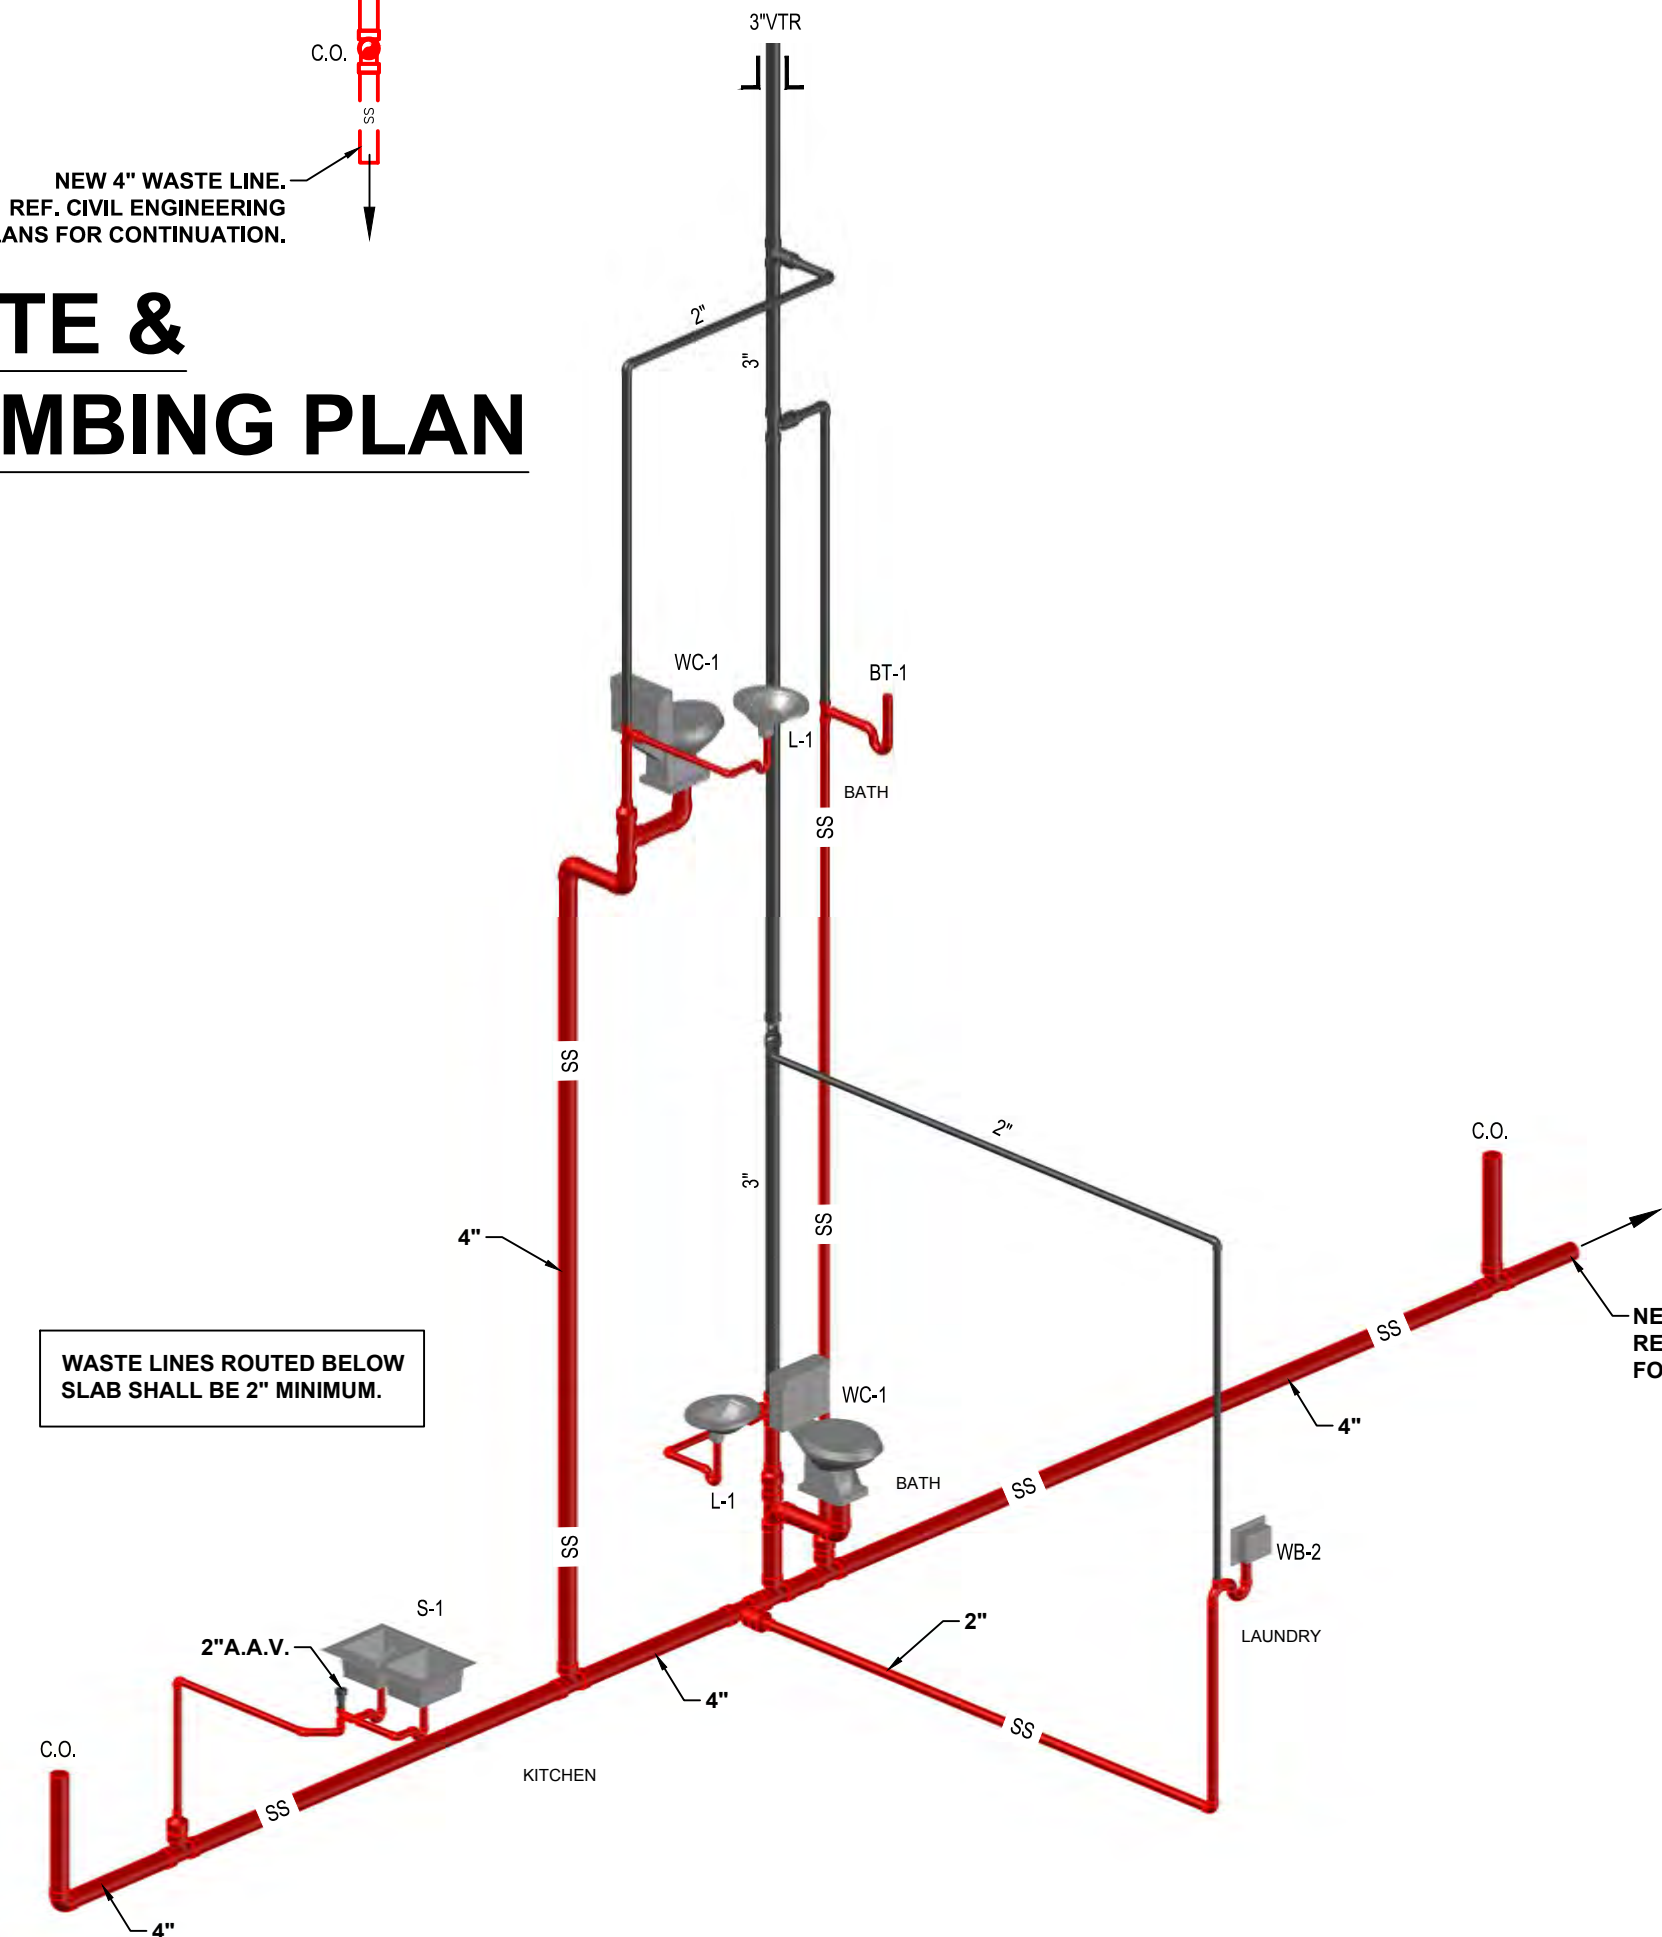 3"VTR
C.O.
SS
NEW 4" WASTE LINE.
REF. CIVIL ENGINEERING
LANS FOR CONTINUATION.
TE &
MBING PLAN
2"
3"
WC-1
BT-1
L-1
BATH
SS
SS
2"
C.O.
3"
SS
4"
NE
RE
FO
SS
WASTE LINES ROUTED BELOW
SLAB SHALL BE 2" MINIMUM.
WC-1
4"
L-1
BATH
SS
SS
WB-2
S-1
2"
LAUNDRY
2"A.A.V.
4"
SS
C.O.
KITCHEN
SS
4"